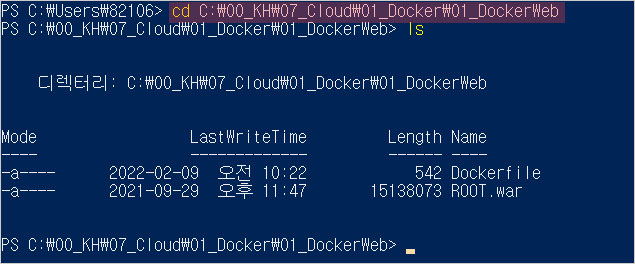 PS C:₩Users₩82106> cd C:₩00_KH₩07_Cloud₩01_Docker₩01_DockerWeb
PS C:₩00_KH₩07_Cloud₩01_Docker₩01_DockerWeb> ls
디렉터리: C:₩00_KH₩07_Cloud₩01_Docker₩01_DockerWeb
Mode LastWriteTime Length Name
---- ------------- ------ ----
-a---- 2022-02-09 오전 10:22 542 Dockerfile
-a---- 2021-09-29 오후 11:47 15138073 ROOT.war
PS C:₩00_KH₩07_Cloud₩01_Docker₩01_DockerWeb>